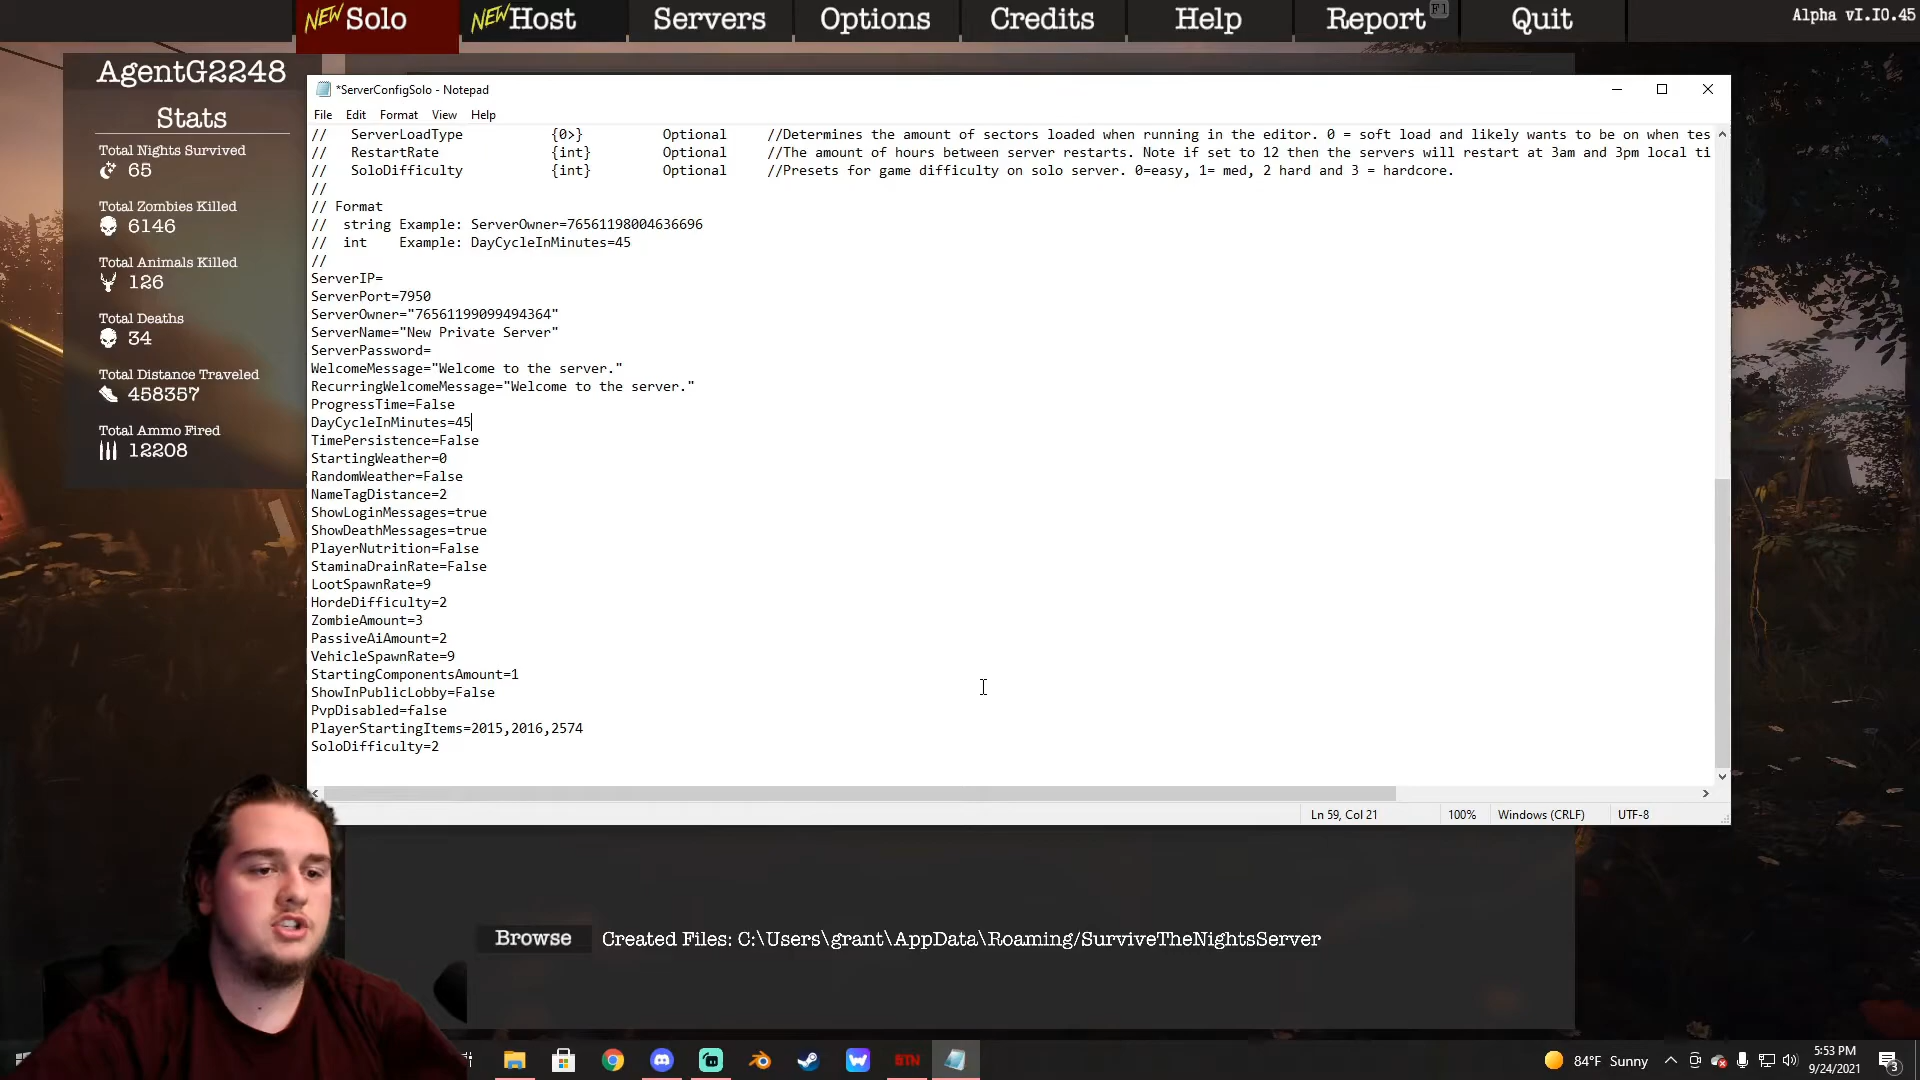 NEW Solo
NEW Host
Servers
Options
Credits
Help
Report
F1
Quit
Alpha v1.10.45
AgentG2248
Stats
Total Nights Survived
65
Total Zombies Killed
6146
Total Animals Killed
126
Total Deaths
34
Total Distance Traveled
458357
Total Ammo Fired
12208
*ServerConfigSolo - Notepad
File Edit Format View Help
// ServerLoadType {0>} Optional //Determines the amount of sectors loaded when running in the editor. 0 = soft load and likely wants to be on when tes
// RestartRate {int} Optional //The amount of hours between server restarts. Note if set to 12 then the servers will restart at 3am and 3pm local ti
// SoloDifficulty {int} Optional //Presets for game difficulty on solo server. 0=easy, 1= med, 2 hard and 3 = hardcore.
//
// Format
// string Example: ServerOwner=76561198004636696
// int Example: DayCycleInMinutes=45
//
ServerIP=
ServerPort=7950
ServerOwner="76561199099494364"
ServerName="New Private Server"
ServerPassword=
WelcomeMessage="Welcome to the server."
RecurringWelcomeMessage="Welcome to the server."
ProgressTime=False
DayCycleInMinutes=45
TimePersistence=False
StartingWeather=0
RandomWeather=False
NameTagDistance=2
ShowLoginMessages=true
ShowDeathMessages=true
PlayerNutrition=False
StaminaDrainRate=False
LootSpawnRate=9
HordeDifficulty=2
ZombieAmount=3
PassiveAiAmount=2
VehicleSpawnRate=9
StartingComponentsAmount=1
ShowInPublicLobby=False
PvpDisabled=false
PlayerStartingItems=2015,2016,2574
SoloDifficulty=2
Ln 59, Col 21
100%
Windows (CRLF)
UTF-8
Browse
Created Files: C:\Users\grant\AppData\Roaming/SurviveTheNightsServer
84°F Sunny
5:53 PM
9/24/2021
3